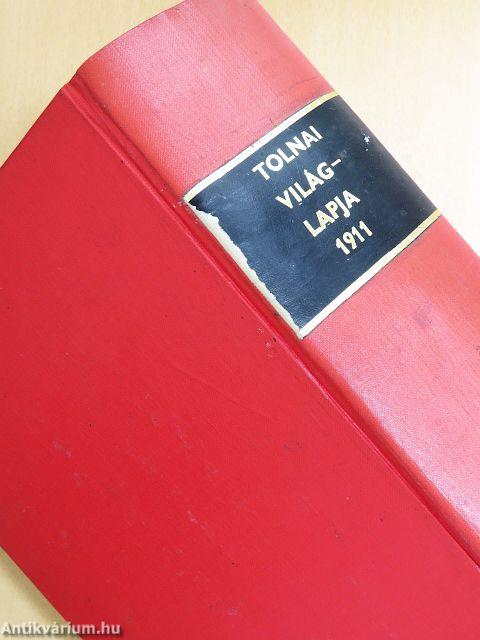 TOLNAI
VILÁG-
LAPJA
1911
Antikvárium.hu